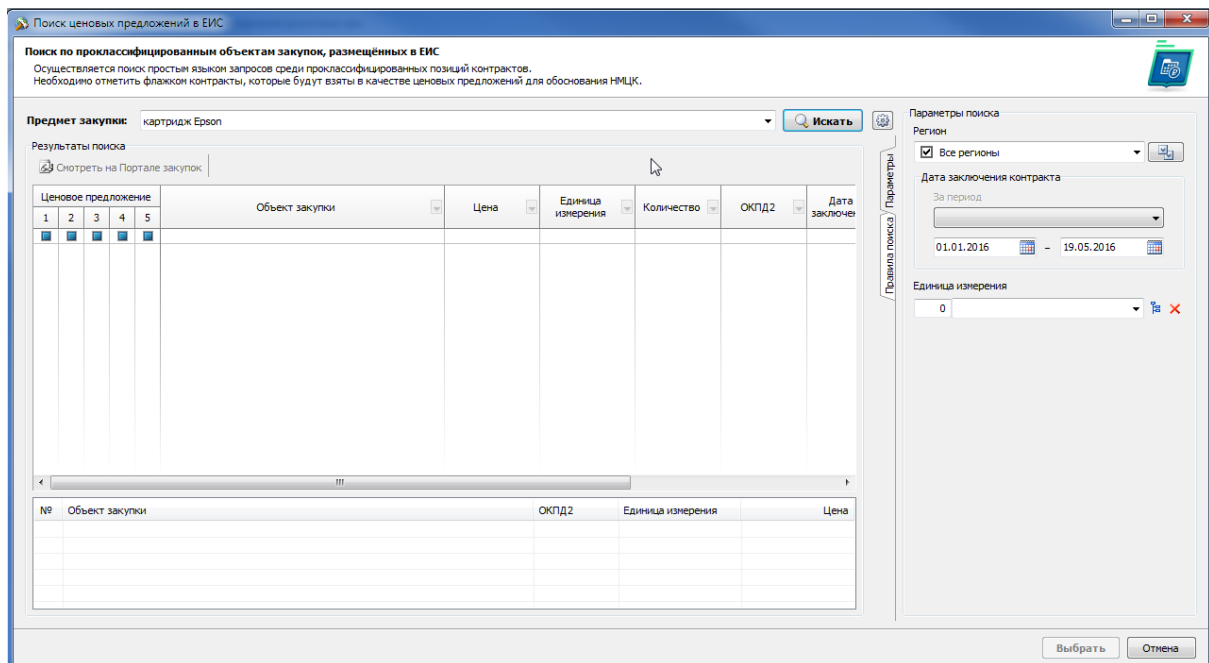 Поиск ценовых предложений в ЕИС
Поиск по проклассифицированным объектам закупок, размещённых в ЕИС
Осуществляется поиск простым языком запросов среди проклассифицированных позиций контрактов.
Необходимо отметить флажком контракты, которые будут взяты в качестве ценовых предложений для обоснования НМЦК.
Предмет закупки: картридж Epson
Искать
Результаты поиска
Смотреть на Портале закупок
Ценовое предложение
1 2 3 4 5
Объект закупки
Цена
Единица
измерения
Количество
ОКПД2
Дата
заключен
№ Объект закупки ОКПД2 Единица измерения Цена
Параметры
Правила поиска
Параметры поиска
Регион
Все регионы
Дата заключения контракта
За период
01.01.2016 – 19.05.2016
Единица измерения
0
Выбрать Отмена